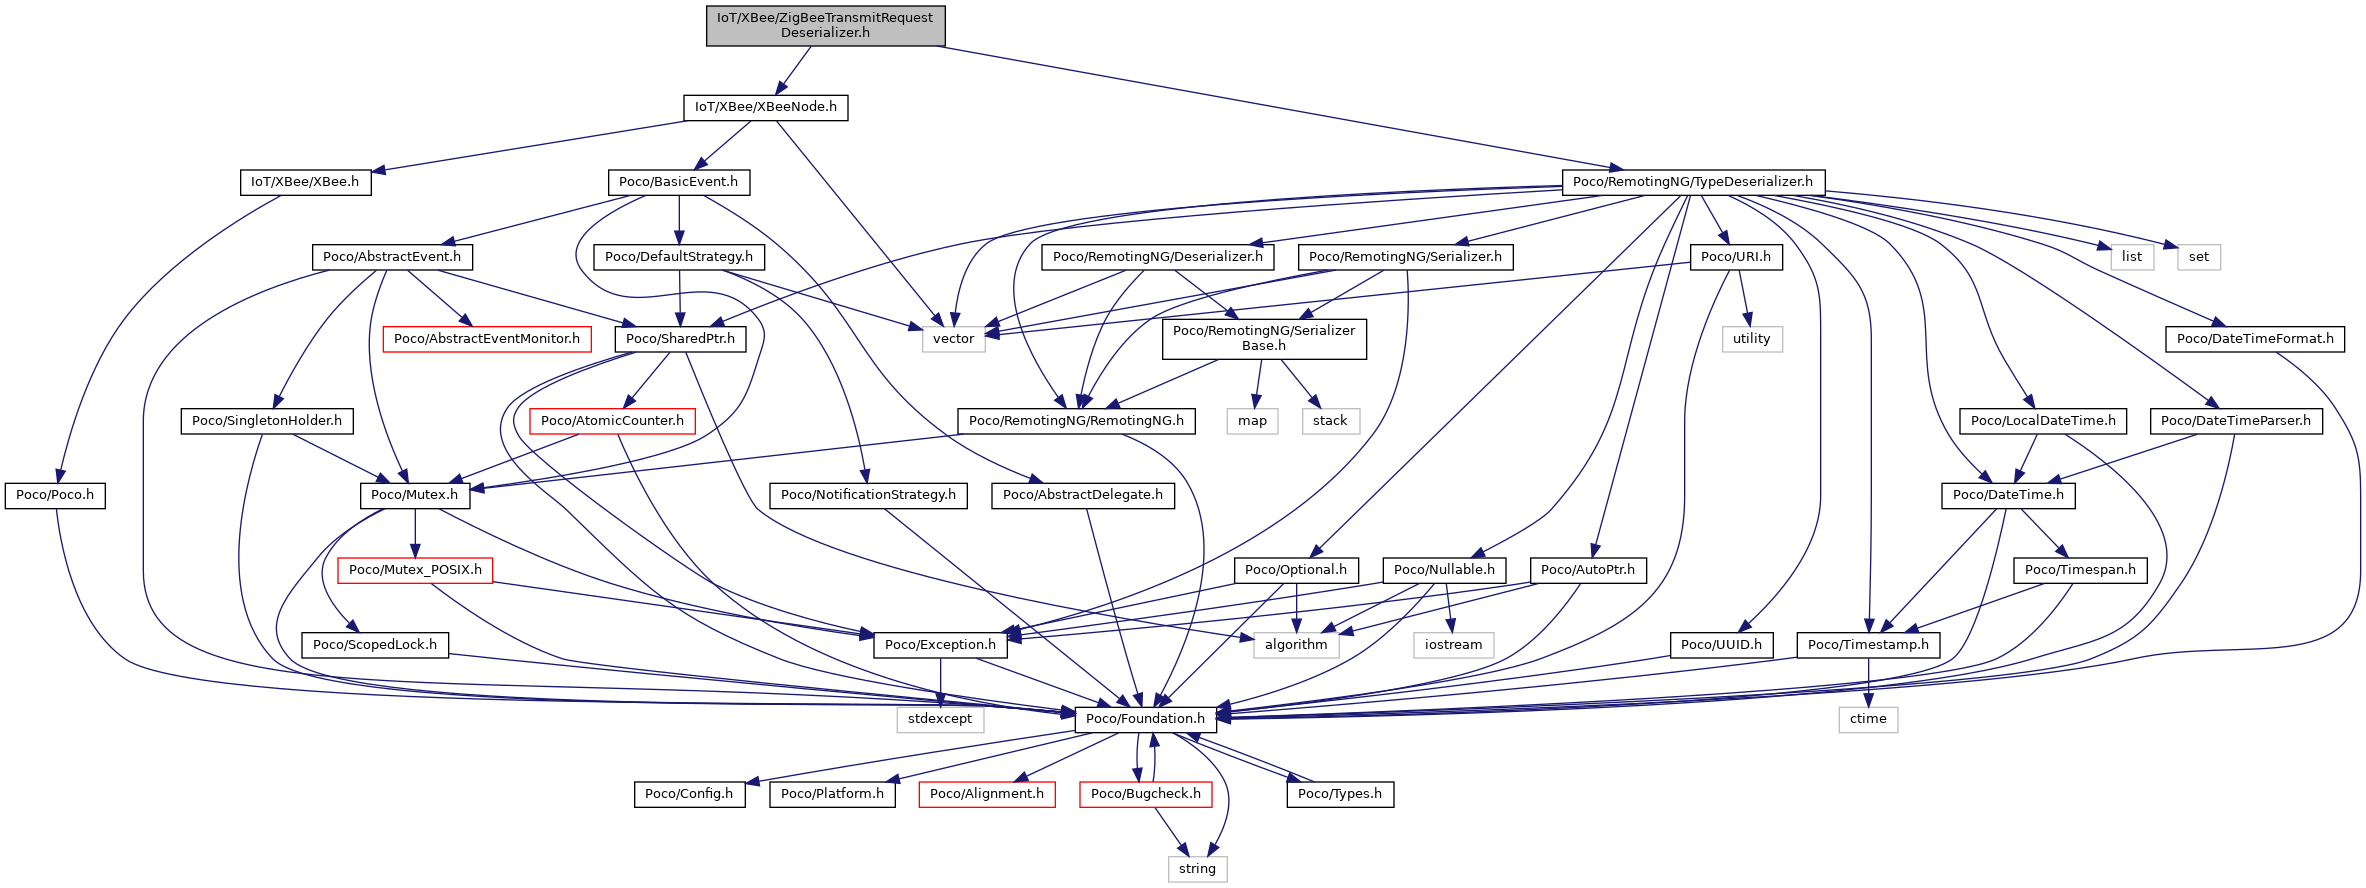 IoT/XBee/ZigBeeTransmitRequest
Deserializer.h
IoT/XBee/XBeeNode.h
IoT/XBee/XBee.h
Poco/BasicEvent.h
Poco/RemotingNG/TypeDeserializer.h
Poco/AbstractEvent.h
Poco/DefaultStrategy.h
Poco/RemotingNG/Deserializer.h
Poco/RemotingNG/Serializer.h
Poco/URI.h
list
set
Poco/AbstractEventMonitor.h
Poco/SharedPtr.h
vector
Poco/RemotingNG/Serializer
Base.h
utility
Poco/DateTimeFormat.h
Poco/SingletonHolder.h
Poco/AtomicCounter.h
Poco/RemotingNG/RemotingNG.h
map
stack
Poco/LocalDateTime.h
Poco/DateTimeParser.h
Poco/Poco.h
Poco/Mutex.h
Poco/NotificationStrategy.h
Poco/AbstractDelegate.h
Poco/DateTime.h
Poco/Mutex_POSIX.h
Poco/Optional.h
Poco/Nullable.h
Poco/AutoPtr.h
Poco/Timespan.h
Poco/ScopedLock.h
Poco/Exception.h
algorithm
iostream
Poco/UUID.h
Poco/Timestamp.h
stdexcept
Poco/Foundation.h
ctime
Poco/Config.h
Poco/Platform.h
Poco/Alignment.h
Poco/Bugcheck.h
Poco/Types.h
string